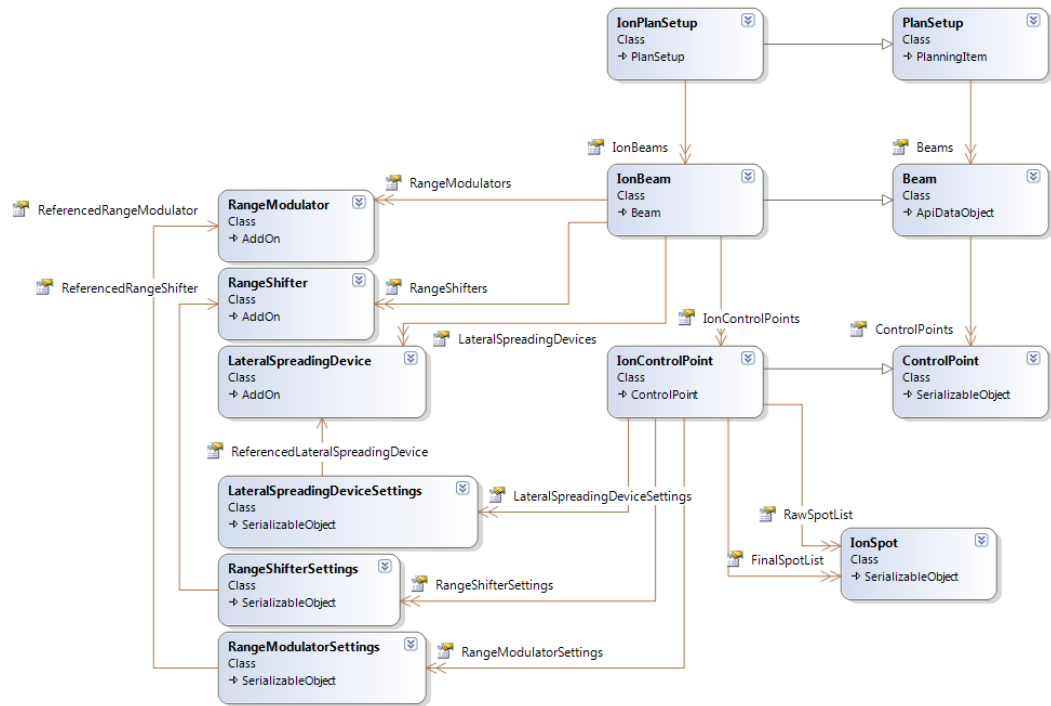 IonPlanSetup
Class
PlanSetup
PlanSetup
Class
PlanningItem
IonBeams
Beams
IonBeam
Class
Beam
Beam
Class
ApiDataObject
RangeModulators
ReferencedRangeModulator
RangeModulator
Class
AddOn
ReferencedRangeShifter
RangeShifter
Class
AddOn
RangeShifters
IonControlPoints
ControlPoints
LateralSpreadingDevices
LateralSpreadingDevice
Class
AddOn
IonControlPoint
Class
ControlPoint
ControlPoint
Class
SerializableObject
ReferencedLateralSpreadingDevice
LateralSpreadingDeviceSettings
Class
SerializableObject
LateralSpreadingDeviceSettings
RawSpotList
FinalSpotList
IonSpot
Class
SerializableObject
RangeShifterSettings
Class
SerializableObject
RangeShifterSettings
RangeModulatorSettings
Class
SerializableObject
RangeModulatorSettings